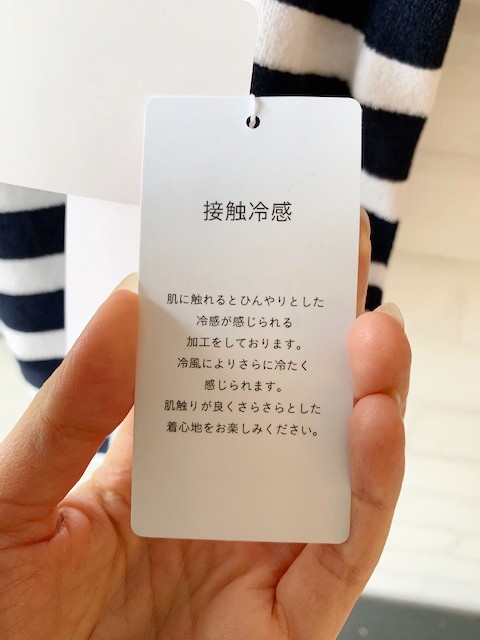 接触冷感
肌に触れるとひんやりとした
冷感が感じられる
加工をしております。
冷風によりさらに冷たく
感じられます。
肌触りが良くさらさらとした
着心地をお楽しみください。